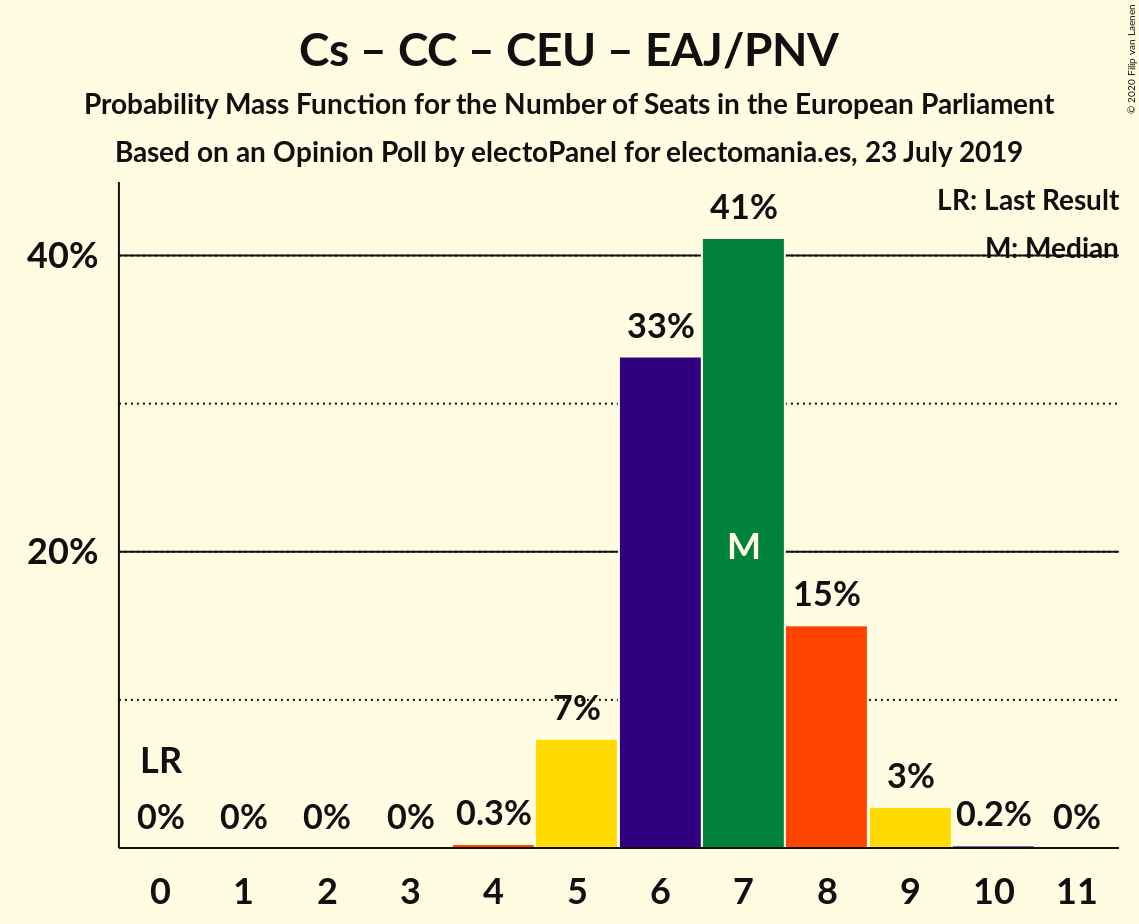 Cs – CC – CEU – EAJ/PNV
Probability Mass Function for the Number of Seats in the European Parliament
Based on an Opinion Poll by electoPanel for electomania.es, 23 July 2019
© 2020 Filip van Laenen
LR: Last Result
M: Median
40%
20%
LR
0%
0%
0%
0%
0.3%
7%
33%
41%
M
15%
3%
0.2%
0%
0 1 2 3 4 5 6 7 8 9 10 11